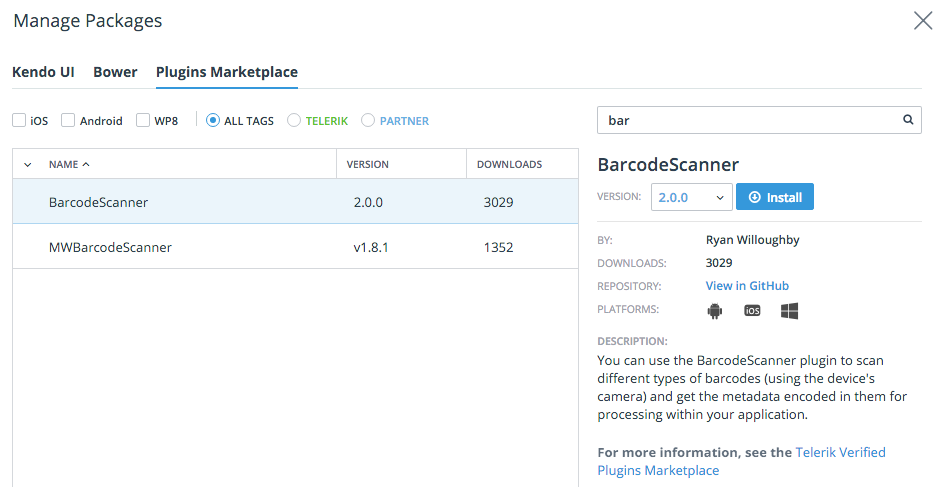 Manage Packages
Kendo UI Bower Plugins Marketplace
iOS Android WP8 ALL TAGS TELERIK PARTNER
bar
NAME VERSION DOWNLOADS
BarcodeScanner 2.0.0 3029
MWBarcodeScanner v1.8.1 1352
BarcodeScanner
VERSION: 2.0.0 Install
BY: Ryan Willoughby
DOWNLOADS: 3029
REPOSITORY: View in GitHub
PLATFORMS: iOS
DESCRIPTION:
You can use the BarcodeScanner plugin to scan
different types of barcodes (using the device's
camera) and get the metadata encoded in them for
processing within your application.
For more information, see the Telerik Verified
Plugins Marketplace